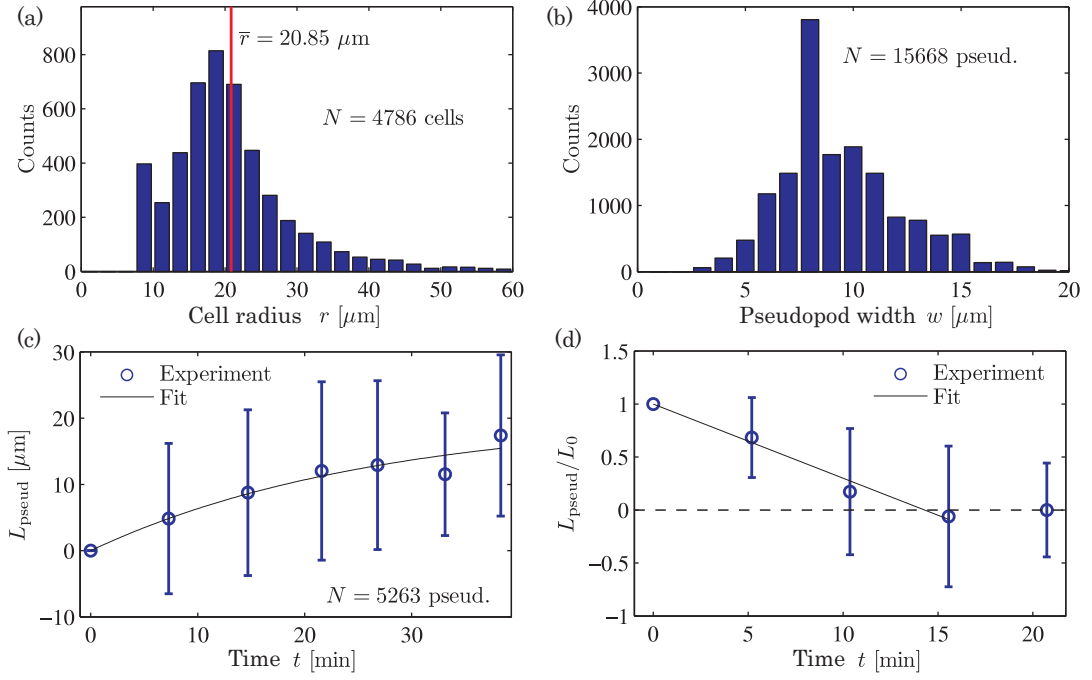 (a)
r̅ = 20.85 μm
N = 4786 cells
Counts
800
600
400
200
0
0 10 20 30 40 50 60
Cell radius r [μm]
(b)
N = 15668 pseud.
Counts
4000
3000
2000
1000
0
0 5 10 15 20
Pseudopod width w [μm]
(c)
Experiment
Fit
N = 5263 pseud.
L_pseud [μm]
30
20
10
0
−10
0 10 20 30
Time t [min]
(d)
Experiment
Fit
L_pseud/L_0
1.5
1
0.5
0
−0.5
−1
0 5 10 15 20
Time t [min]